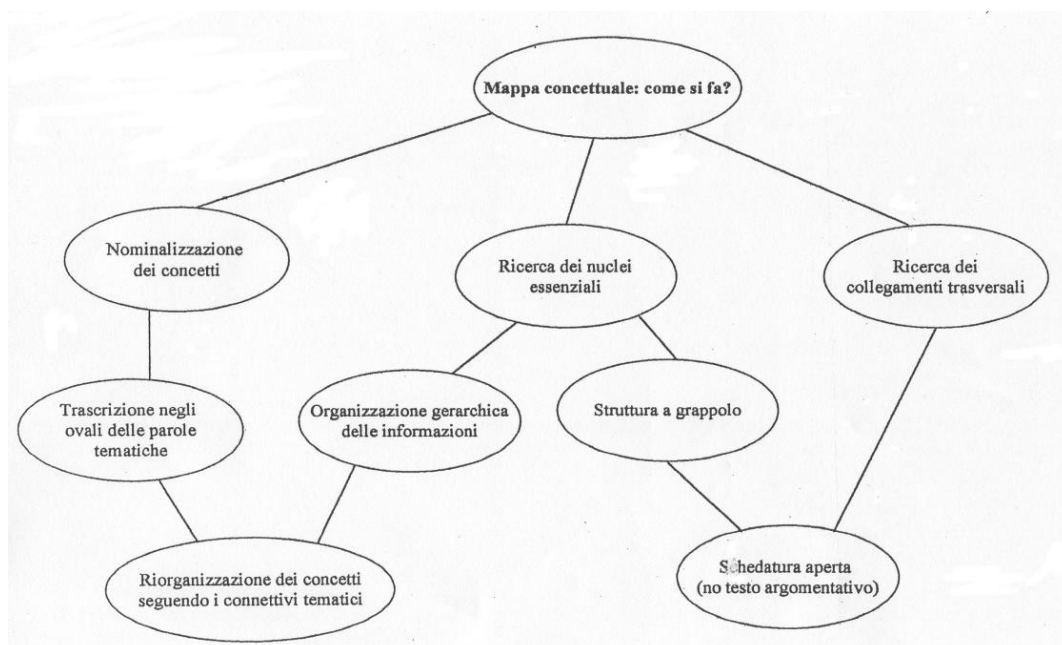 Mappa concettuale: come si fa?
Nominalizzazione
dei concetti
Ricerca dei nuclei
essenziali
Ricerca dei
collegamenti trasversali
Trascrizione negli
ovali delle parole
tematiche
Organizzazione gerarchica
delle informazioni
Struttura a grappolo
Riorganizzazione dei concetti
seguendo i connettivi tematici
Schedatura aperta
(no testo argomentativo)